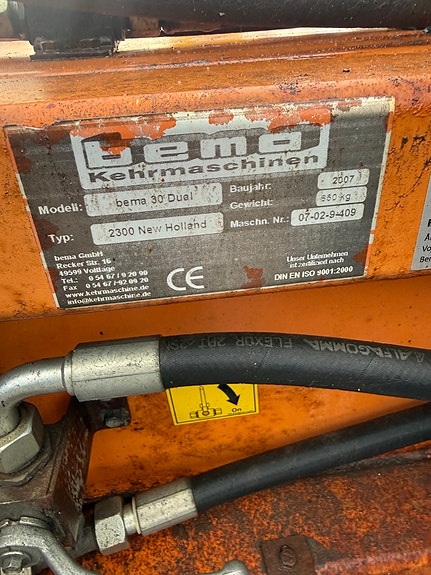 bema
Kehrmaschinen
Modell: bema 30 Dual
Typ: 2300 New Holland
Baujahr: 2007
Gewicht: 650 kg
Maschn. Nr.: 07-02-9-409
bema GmbH
Recker Str. 16
49599 Voltlage
Tel.: 0 54 67 / 9 20 90
Fax 0 54 67 / 92 09 20
www.kehrmaschine.de
info@kehrmaschine.de
CE
Unser Unternehmen
ist zertifiziert nach
DIN EN ISO 9001:2000
ALFAGOMMA FLEXOR
On